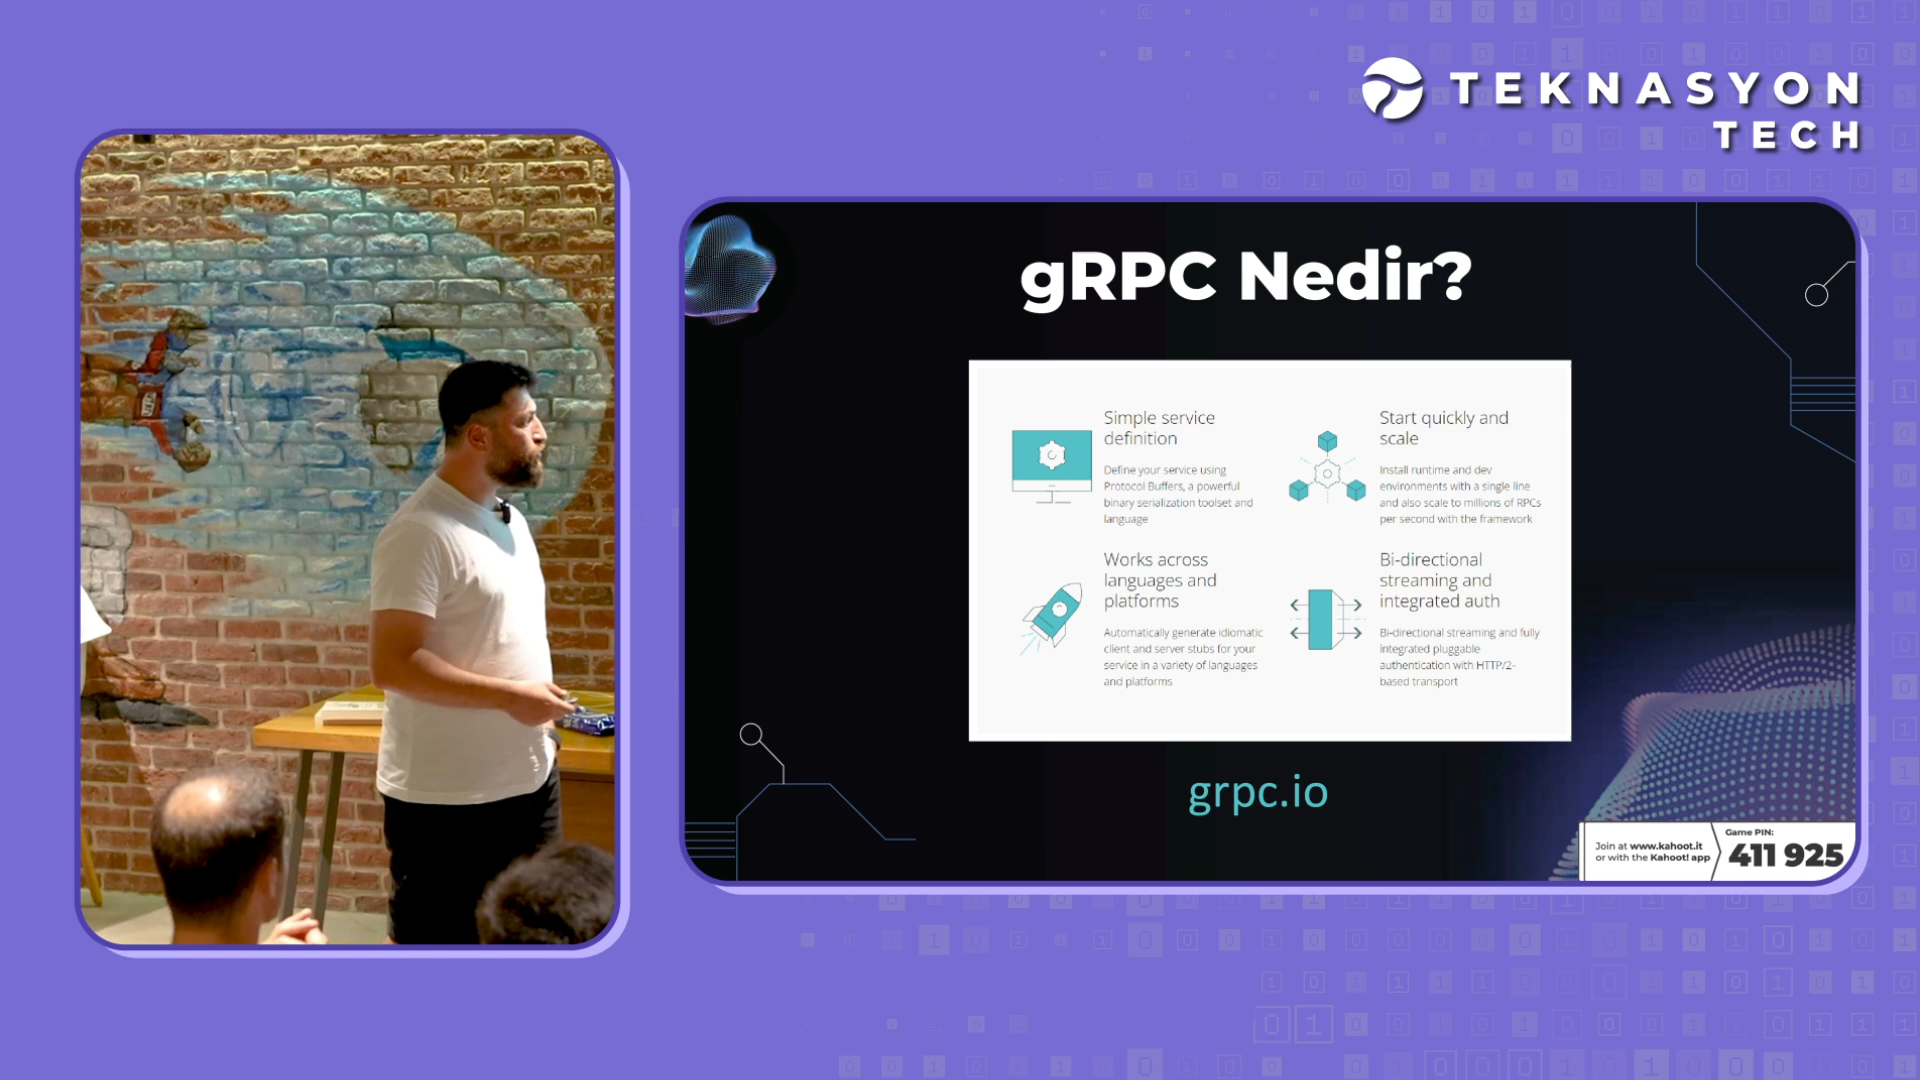 TEKNASYON
TECH
gRPC Nedir?
Simple service
definition
Define your service using
Protocol Buffers, a powerful
binary serialization toolset and
language
Start quickly and
scale
Install runtime and dev
environments with a single line
and also scale to millions of RPCs
per second with the framework
Works across
languages and
platforms
Automatically generate idiomatic
client and server stubs for your
service in a variety of languages
and platforms
Bi-directional
streaming and
integrated auth
Bi-directional streaming and fully
integrated pluggable
authentication with HTTP/2-
based transport
grpc.io
Join at www.kahoot.it
or with the Kahoot! app
Game PIN:
411 925